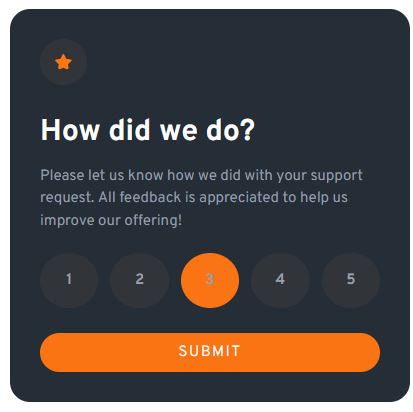 How did we do?
Please let us know how we did with your support
request. All feedback is appreciated to help us
improve our offering!
1 2 3 4 5
SUBMIT